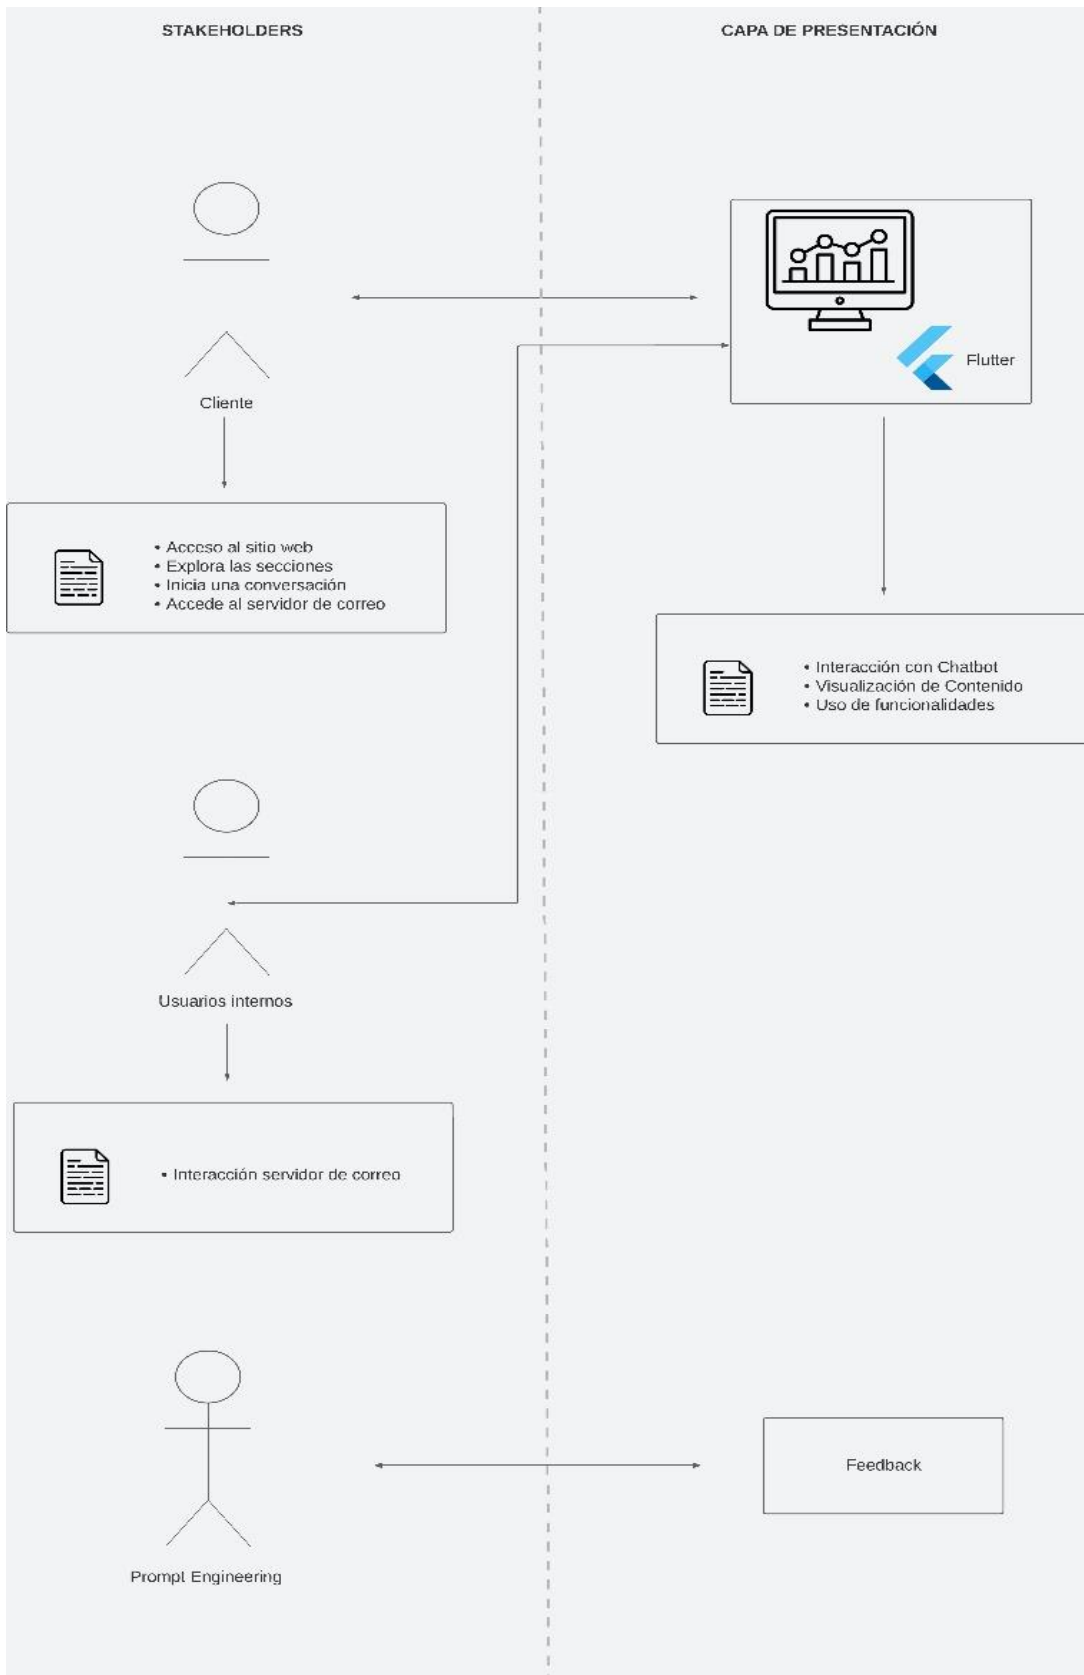 STAKEHOLDERS
CAPA DE PRESENTACIÓN
Flutter
Cliente
• Acceso al sitio web
• Explora las secciones
• Inicia una conversación
• Accede al servidor de correo
• Interacción con Chatbot
• Visualización de Contenido
• Uso de funcionalidades
Usuarios internos
• Interacción servidor de correo
Feedback
Prompt Engineering